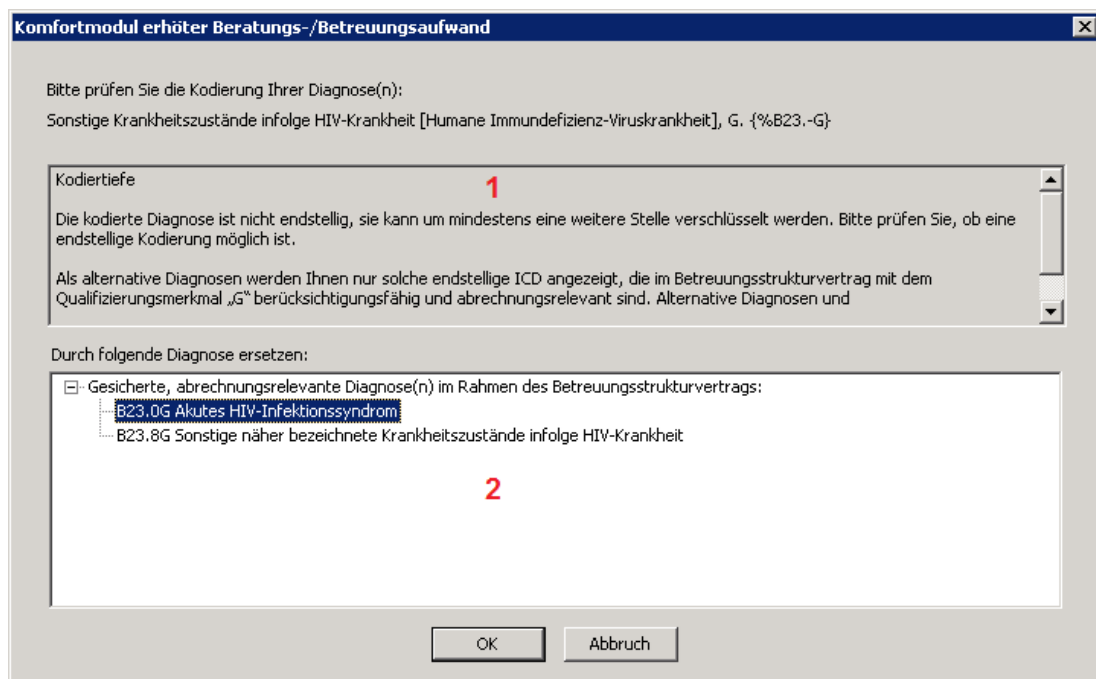 Komfortmodul erhöter Beratungs-/Betreuungsaufwand
Bitte prüfen Sie die Kodierung Ihrer Diagnose(n):
Sonstige Krankheitszustände infolge HIV-Krankheit [Humane Immundefizienz-Viruskrankheit], G. {%B23.-G}
Kodiertiefe
1
Die kodierte Diagnose ist nicht endstellig, sie kann um mindestens eine weitere Stelle verschlüsselt werden. Bitte prüfen Sie, ob eine
endstellige Kodierung möglich ist.
Als alternative Diagnosen werden Ihnen nur solche endstellige ICD angezeigt, die im Betreuungsstrukturvertrag mit dem
Qualifizierungsmerkmal „G“ berücksichtigungsfähig und abrechnungsrelevant sind. Alternative Diagnosen und
Durch folgende Diagnose ersetzen:
Gesicherte, abrechnungsrelevante Diagnose(n) im Rahmen des Betreuungsstrukturvertrags:
B23.0G Akutes HIV-Infektionssyndrom
B23.8G Sonstige näher bezeichnete Krankheitszustände infolge HIV-Krankheit
2
OK
Abbruch